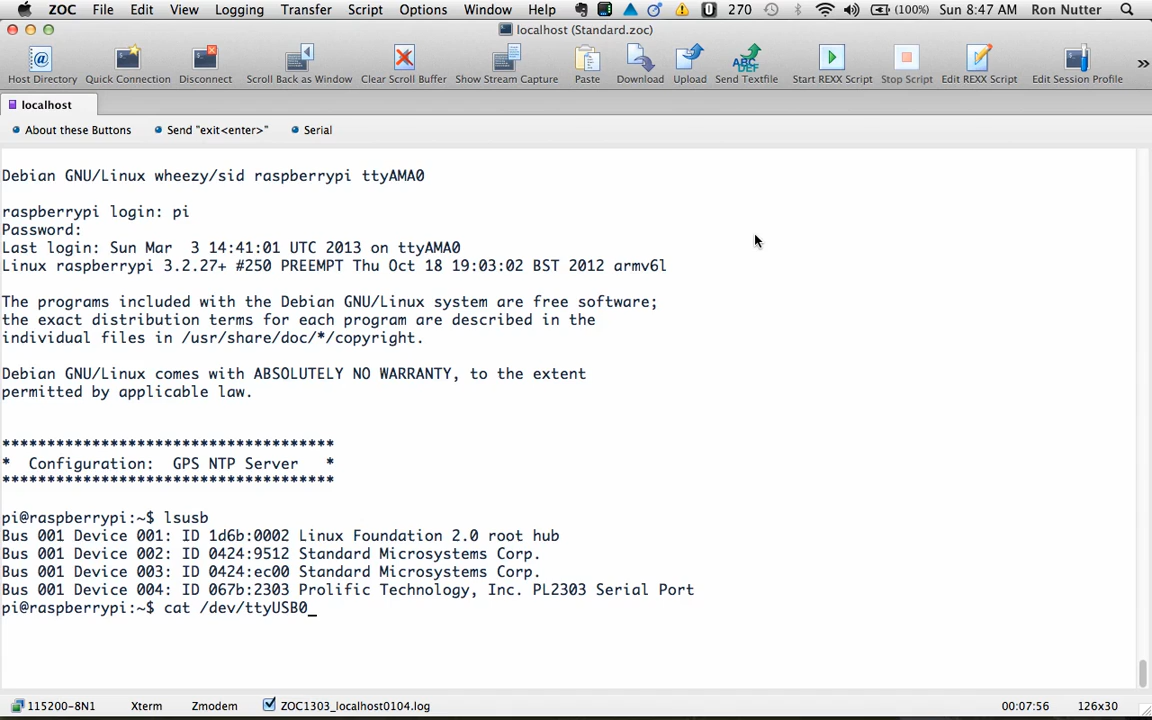 ZOC File Edit View Logging Transfer Script Options Window Help 270 (100%) Sun 8:47 AM Ron Nutter
localhost (Standard.zoc)
Host Directory Quick Connection Disconnect Scroll Back as Window Clear Scroll Buffer Show Stream Capture Paste Download Upload Send Textfile Start REXX Script Stop Script Edit REXX Script Edit Session Profile »
localhost
About these Buttons Send "exit<enter>" Serial
Debian GNU/Linux wheezy/sid raspberrypi ttyAMA0
raspberrypi login: pi
Password:
Last login: Sun Mar  3 14:41:01 UTC 2013 on ttyAMA0
Linux raspberrypi 3.2.27+ #250 PREEMPT Thu Oct 18 19:03:02 BST 2012 armv6l
The programs included with the Debian GNU/Linux system are free software;
the exact distribution terms for each program are described in the
individual files in /usr/share/doc/*/copyright.
Debian GNU/Linux comes with ABSOLUTELY NO WARRANTY, to the extent
permitted by applicable law.
*************************************
*  Configuration:  GPS NTP Server   *
*************************************
pi@raspberrypi:~$ lsusb
Bus 001 Device 001: ID 1d6b:0002 Linux Foundation 2.0 root hub
Bus 001 Device 002: ID 0424:9512 Standard Microsystems Corp.
Bus 001 Device 003: ID 0424:ec00 Standard Microsystems Corp.
Bus 001 Device 004: ID 067b:2303 Prolific Technology, Inc. PL2303 Serial Port
pi@raspberrypi:~$ cat /dev/ttyUSB0_
115200-8N1 Xterm Zmodem ZOC1303_localhost0104.log 00:07:56 126x30